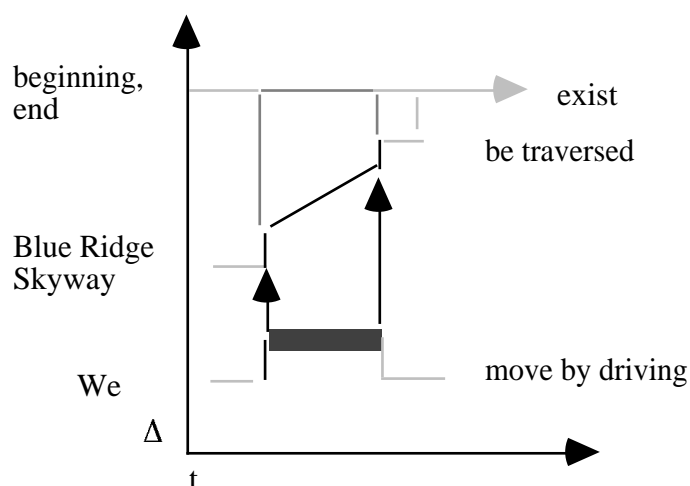 beginning,
end
exist
be traversed
Blue Ridge
Skyway
We
move by driving
Δ
t